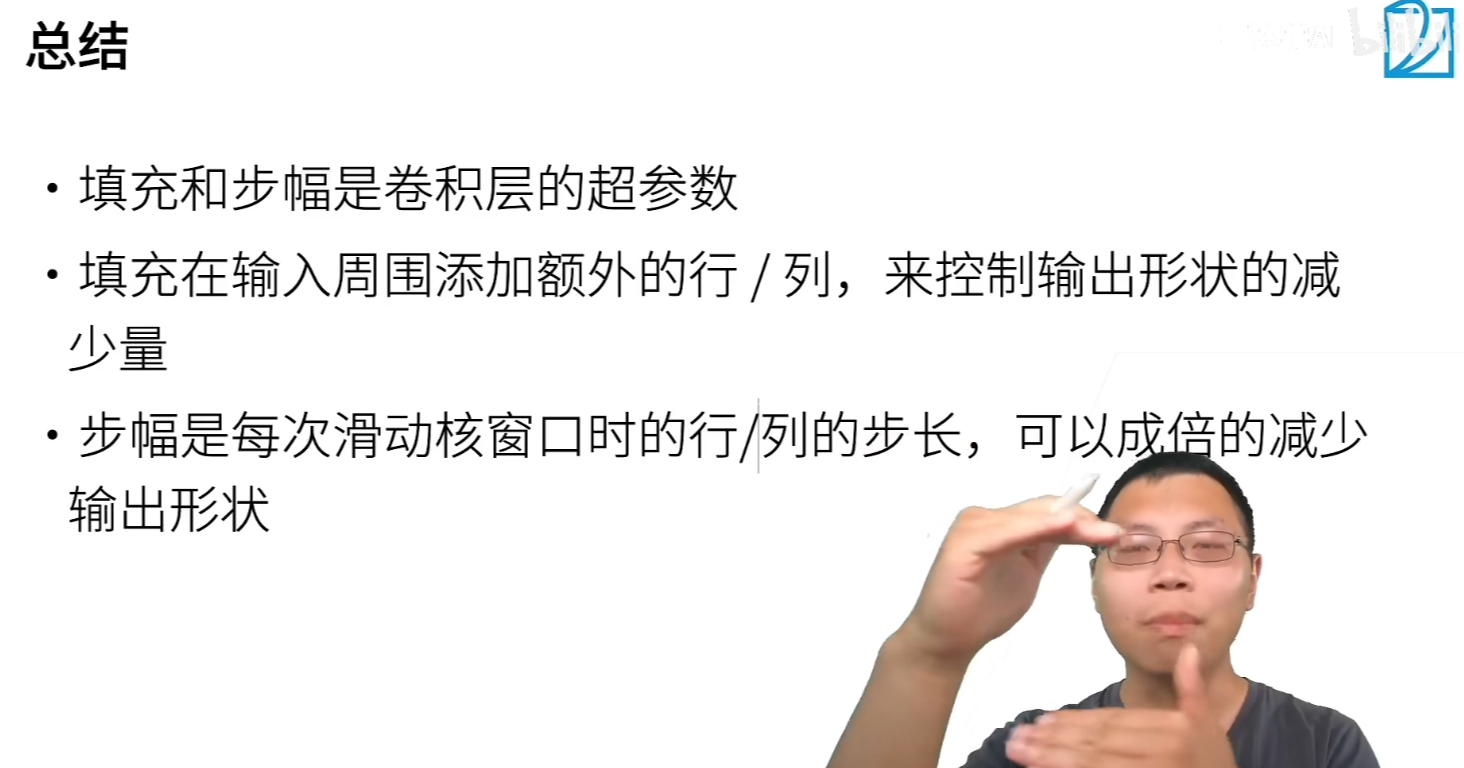 总结
• 填充和步幅是卷积层的超参数
• 填充在输入周围添加额外的行 / 列，来控制输出形状的减
少量
• 步幅是每次滑动核窗口时的行/列的步长，可以成倍的减少
输出形状